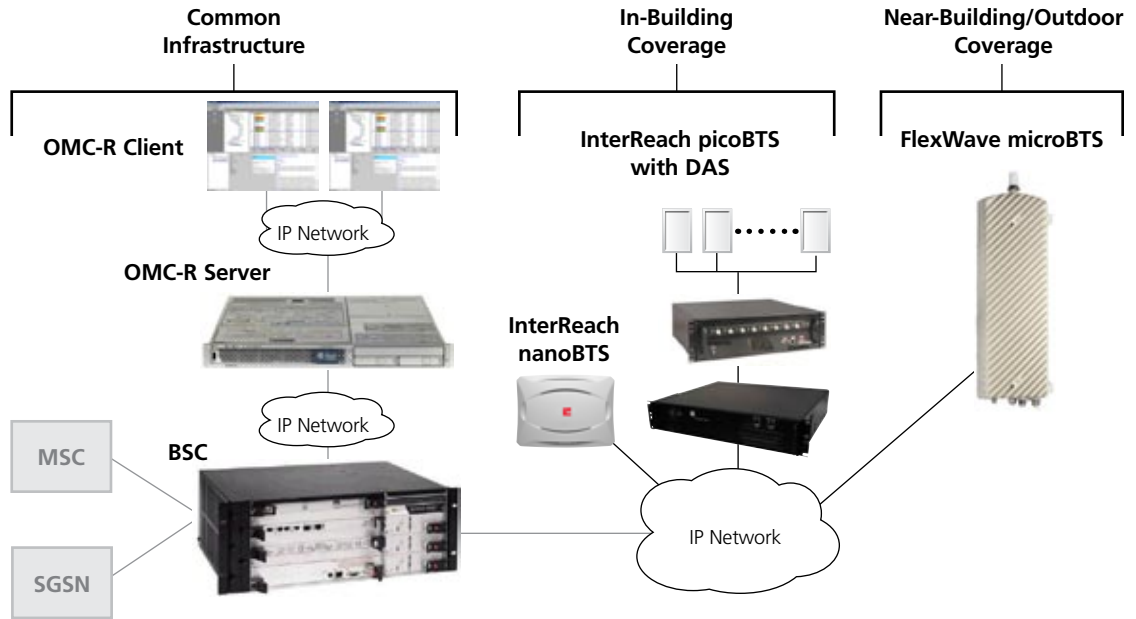 Common
Infrastructure
In-Building
Coverage
Near-Building/Outdoor
Coverage
OMC-R Client
InterReach picoBTS
with DAS
FlexWave microBTS
IP Network
OMC-R Server
InterReach
nanoBTS
IP Network
BSC
MSC
SGSN
IP Network